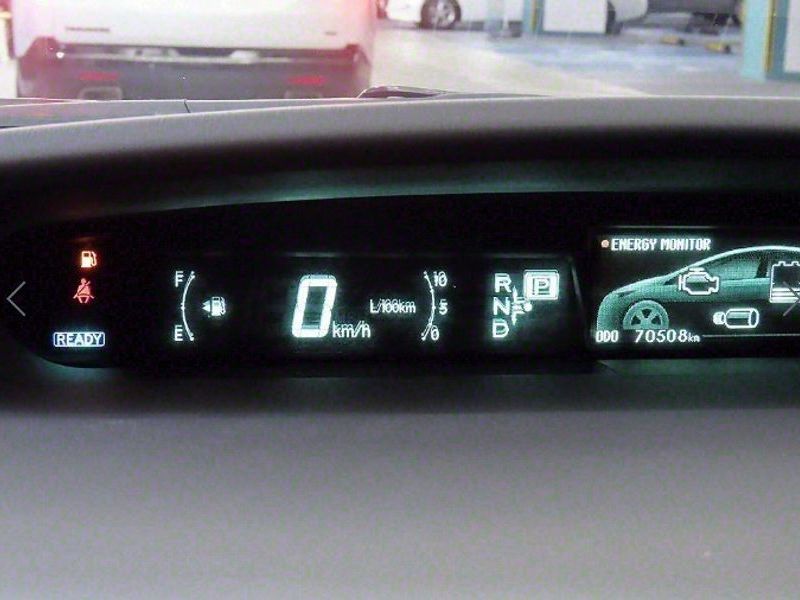 ENERGY MONITOR
F
E
0 km/h
L/100km
10
5
0
R
N
D
P
READY
ODO 70508km